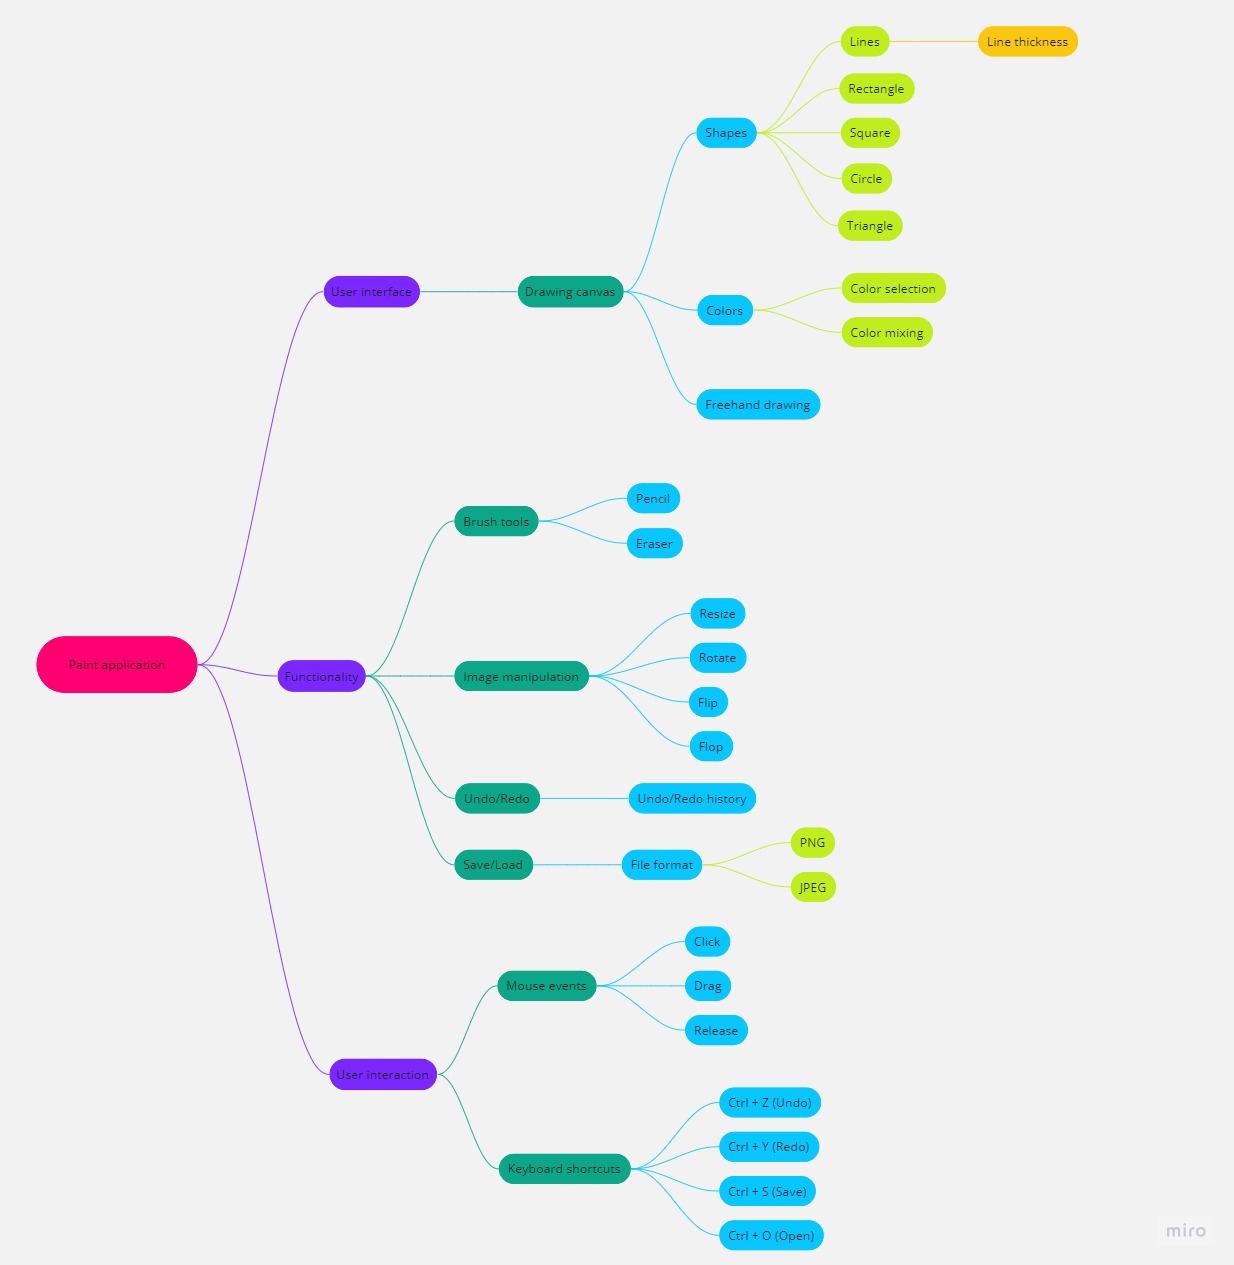 Paint application
User interface
Drawing canvas
Shapes
Lines
Line thickness
Rectangle
Square
Circle
Triangle
Colors
Color selection
Color mixing
Freehand drawing
Functionality
Brush tools
Pencil
Eraser
Image manipulation
Resize
Rotate
Flip
Flop
Undo/Redo
Undo/Redo history
Save/Load
File format
PNG
JPEG
User interaction
Mouse events
Click
Drag
Release
Keyboard shortcuts
Ctrl + Z (Undo)
Ctrl + Y (Redo)
Ctrl + S (Save)
Ctrl + O (Open)
miro